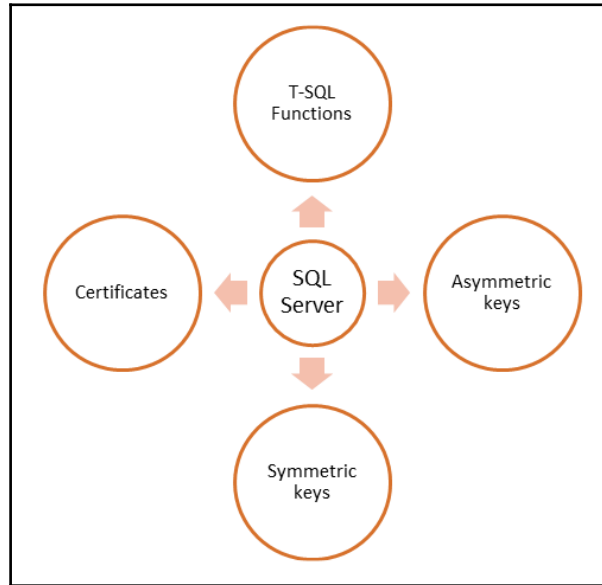 T-SQL
Functions
Certificates
SQL
Server
Asymmetric
keys
Symmetric
keys